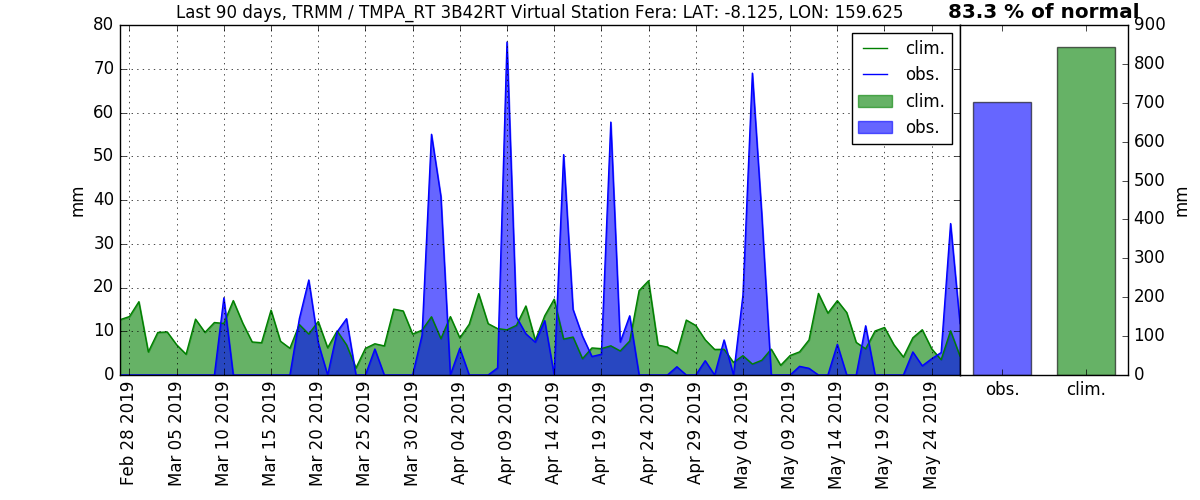 Last 90 days, TRMM / TMPA_RT 3B42RT Virtual Station Fera: LAT: -8.125, LON: 159.625
83.3 % of normal
80
70
60
50
40
30
20
10
0
mm
clim.
obs.
clim.
obs.
900
800
700
600
500
400
300
200
100
0
mm
obs.
clim.
Feb 28 2019
Mar 05 2019
Mar 10 2019
Mar 15 2019
Mar 20 2019
Mar 25 2019
Mar 30 2019
Apr 04 2019
Apr 09 2019
Apr 14 2019
Apr 19 2019
Apr 24 2019
Apr 29 2019
May 04 2019
May 09 2019
May 14 2019
May 19 2019
May 24 2019